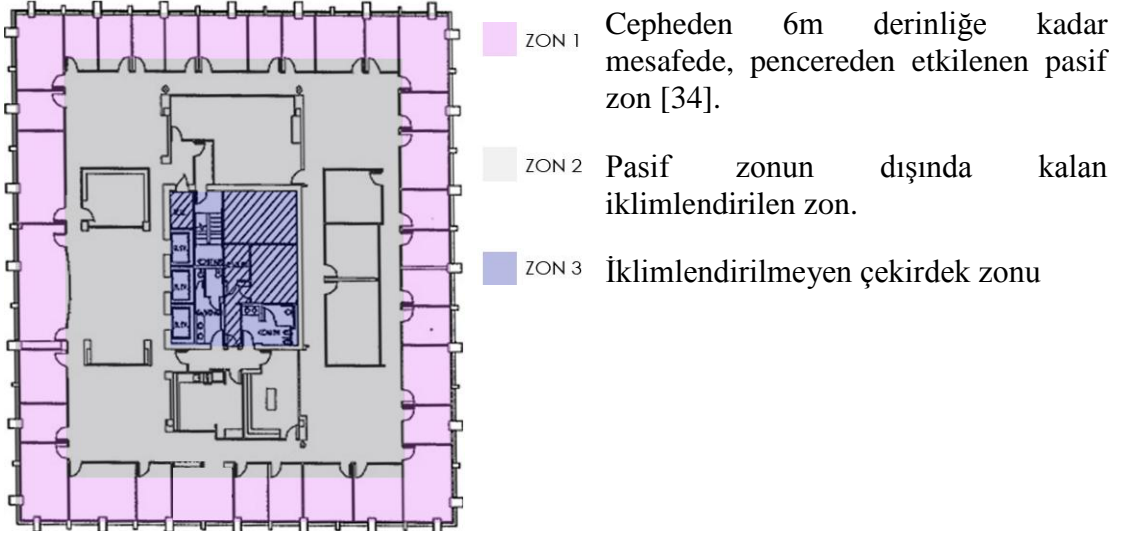 ZON 1
Cepheden 6m derinliğe kadar
mesafede, pencereden etkilenen pasif
zon [34].
ZON 2
Pasif zonun dışında kalan
iklimlendirilen zon.
ZON 3
İklimlendirilmeyen çekirdek zonu